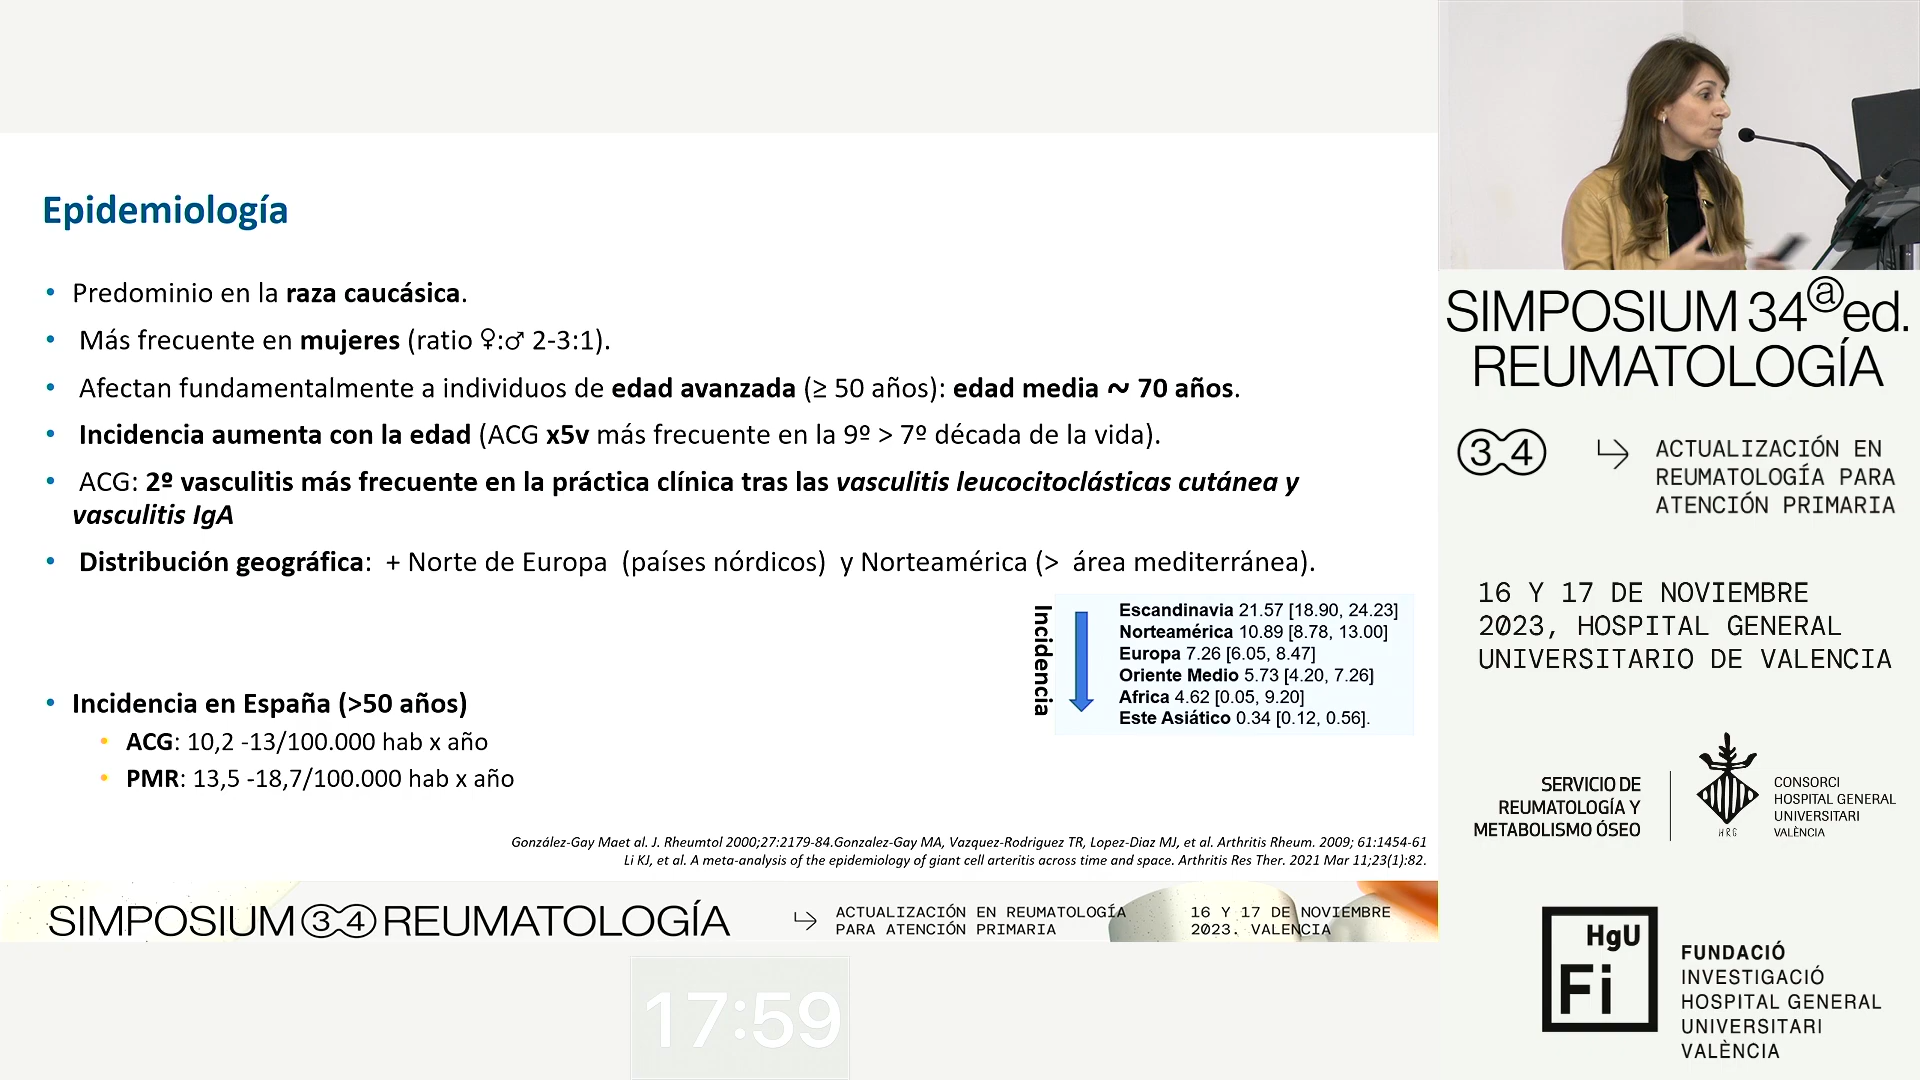 Epidemiología
• Predominio en la raza caucásica.
• Más frecuente en mujeres (ratio ♀:♂ 2-3:1).
• Afectan fundamentalmente a individuos de edad avanzada (≥ 50 años): edad media ~ 70 años.
• Incidencia aumenta con la edad (ACG x5v más frecuente en la 9º > 7º década de la vida).
• ACG: 2º vasculitis más frecuente en la práctica clínica tras las vasculitis leucocitoclásticas cutánea y
vasculitis IgA
• Distribución geográfica: + Norte de Europa (países nórdicos) y Norteamérica (> área mediterránea).
Incidencia
Escandinavia 21.57 [18.90, 24.23]
Norteamérica 10.89 [8.78, 13.00]
Europa 7.26 [6.05, 8.47]
Oriente Medio 5.73 [4.20, 7.26]
Africa 4.62 [0.05, 9.20]
Este Asiático 0.34 [0.12, 0.56].
• Incidencia en España (>50 años)
• ACG: 10,2 -13/100.000 hab x año
• PMR: 13,5 -18,7/100.000 hab x año
González-Gay Maet al. J. Rheumtol 2000;27:2179-84.Gonzalez-Gay MA, Vazquez-Rodriguez TR, Lopez-Diaz MJ, et al. Arthritis Rheum. 2009; 61:1454-61
Li KJ, et al. A meta-analysis of the epidemiology of giant cell arteritis across time and space. Arthritis Res Ther. 2021 Mar 11;23(1):82.
SIMPOSIUM 34 REUMATOLOGÍA
ACTUALIZACIÓN EN REUMATOLOGÍA
PARA ATENCIÓN PRIMARIA
16 Y 17 DE NOVIEMBRE
2023. VALENCIA
17:59
SIMPOSIUM 34ªed.
REUMATOLOGÍA
34
ACTUALIZACIÓN EN
REUMATOLOGÍA PARA
ATENCIÓN PRIMARIA
16 Y 17 DE NOVIEMBRE
2023, HOSPITAL GENERAL
UNIVERSITARIO DE VALENCIA
SERVICIO DE
REUMATOLOGÍA Y
METABOLISMO ÓSEO
HRG
CONSORCI
HOSPITAL GENERAL
UNIVERSITARI
VALÈNCIA
HgU
Fi
FUNDACIÓ
INVESTIGACIÓ
HOSPITAL GENERAL
UNIVERSITARI
VALÈNCIA